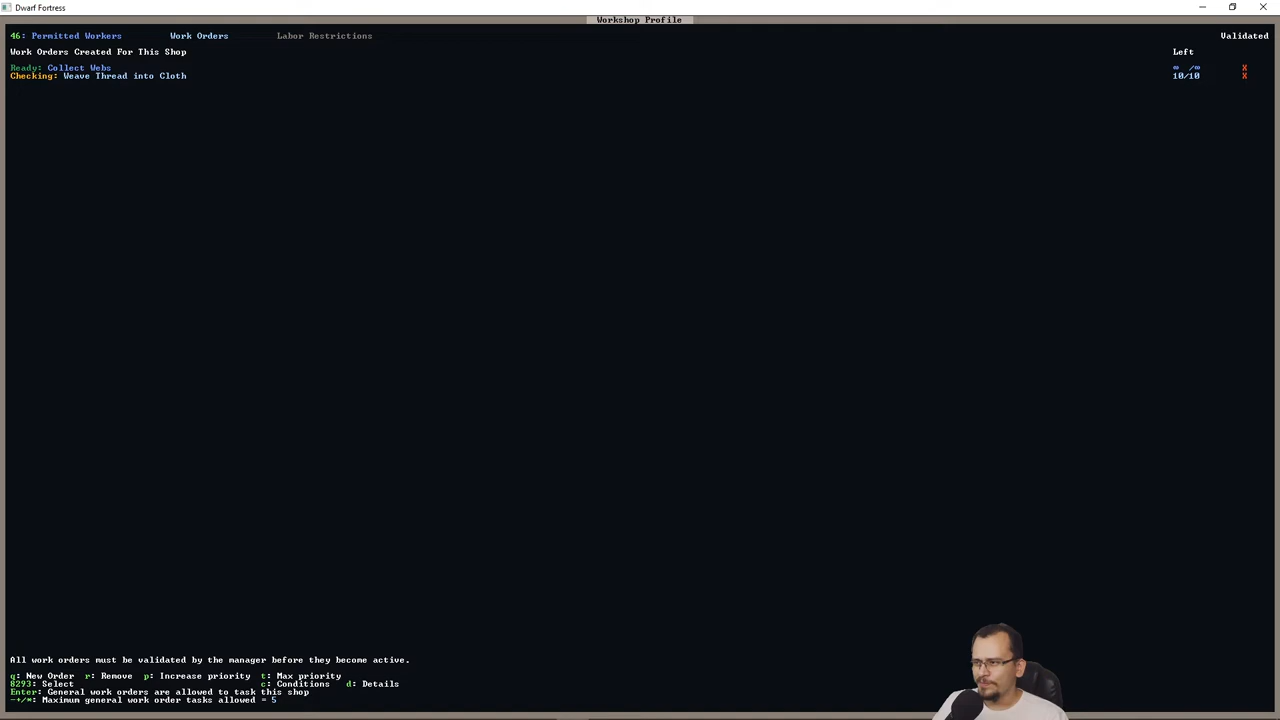 Dwarf Fortress
Workshop Profile
46: Permitted Workers Work Orders Labor Restrictions Validated
Work Orders Created For This Shop Left
Ready: Collect Webs ∞ /∞ X
Checking: Weave Thread into Cloth 10/10 X
All work orders must be validated by the manager before they become active.
q: New Order r: Remove p: Increase priority t: Max priority
8293: Select c: Conditions d: Details
Enter: General work orders are allowed to task this shop
-+/*: Maximum general work order tasks allowed = 5